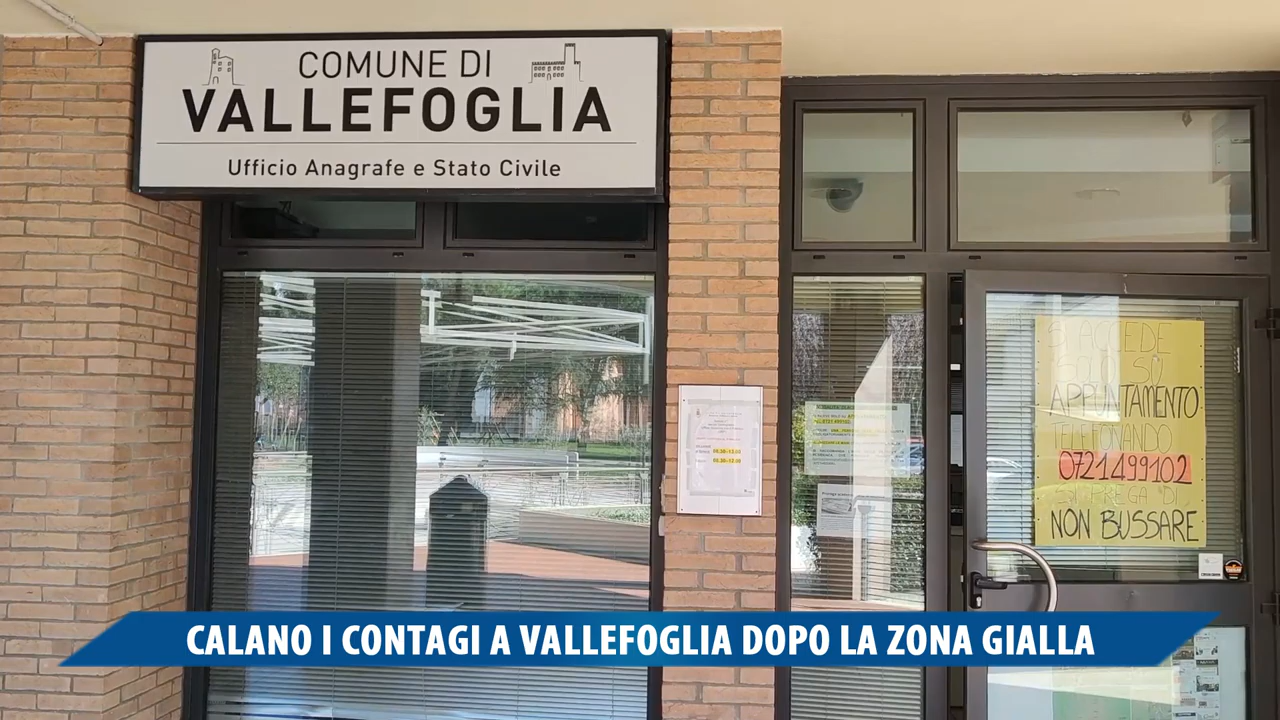 COMUNE DI
VALLEFOGLIA
Ufficio Anagrafe e Stato Civile
SI ACCEDE
SOLO SU
APPUNTAMENTO
TELEFONANDO
0721499102
SI PREGA DI
NON BUSSARE
CALANO I CONTAGI A VALLEFOGLIA DOPO LA ZONA GIALLA